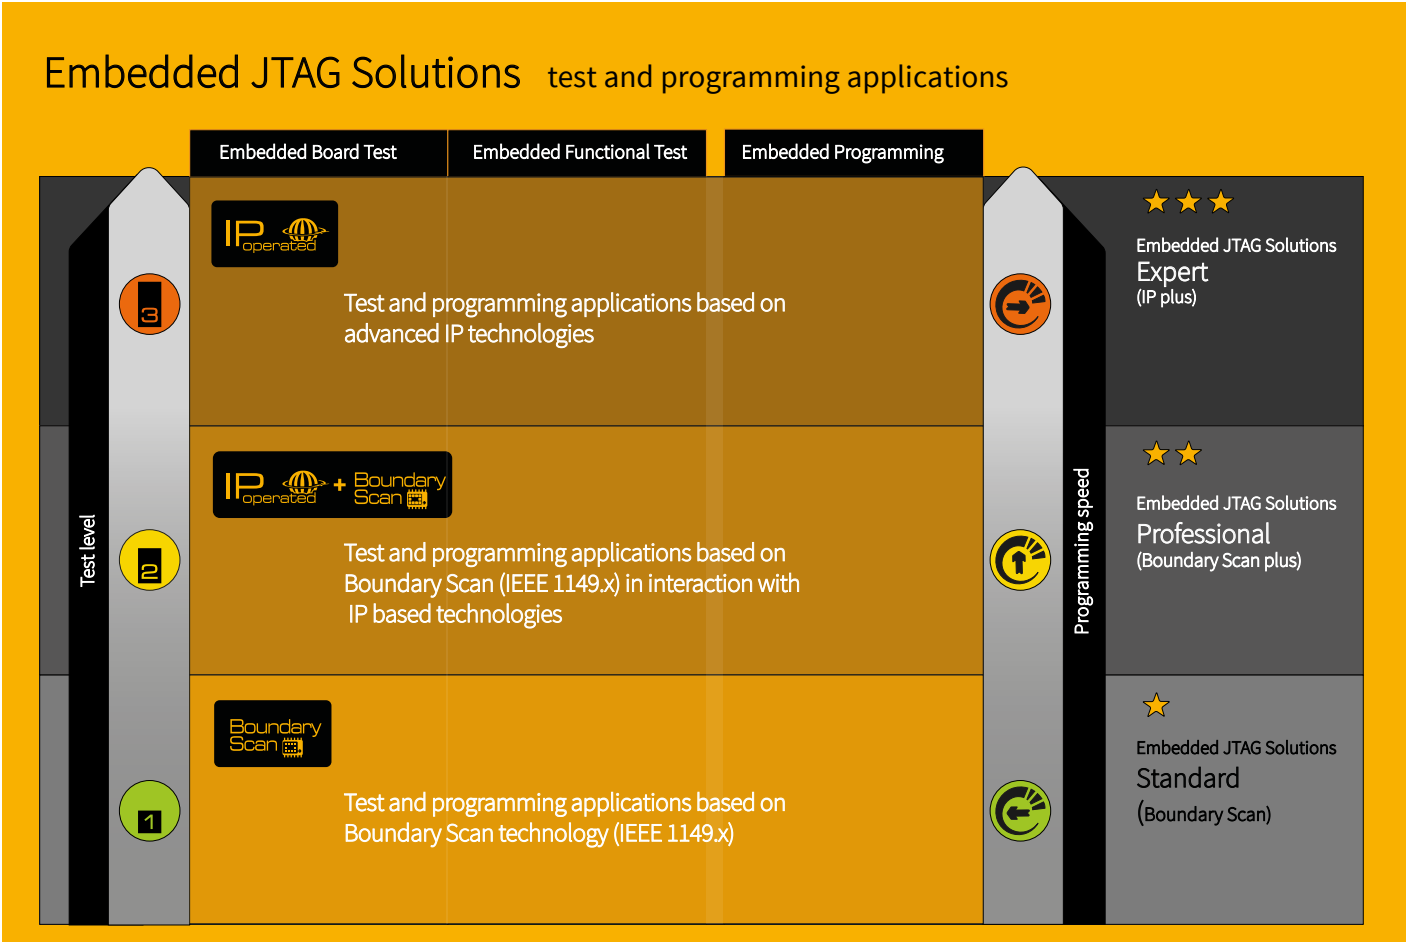 Embedded JTAG Solutions test and programming applications
Embedded Board Test
Embedded Functional Test
Embedded Programming
IP operated
Test and programming applications based on
advanced IP technologies
3
Embedded JTAG Solutions
Expert
(IP plus)
IP operated + Boundary
Scan
Test and programming applications based on
Boundary Scan (IEEE 1149.x) in interaction with
IP based technologies
Test level
2
Programming speed
Embedded JTAG Solutions
Professional
(Boundary Scan plus)
Boundary
Scan
Test and programming applications based on
Boundary Scan technology (IEEE 1149.x)
1
Embedded JTAG Solutions
Standard
(Boundary Scan)